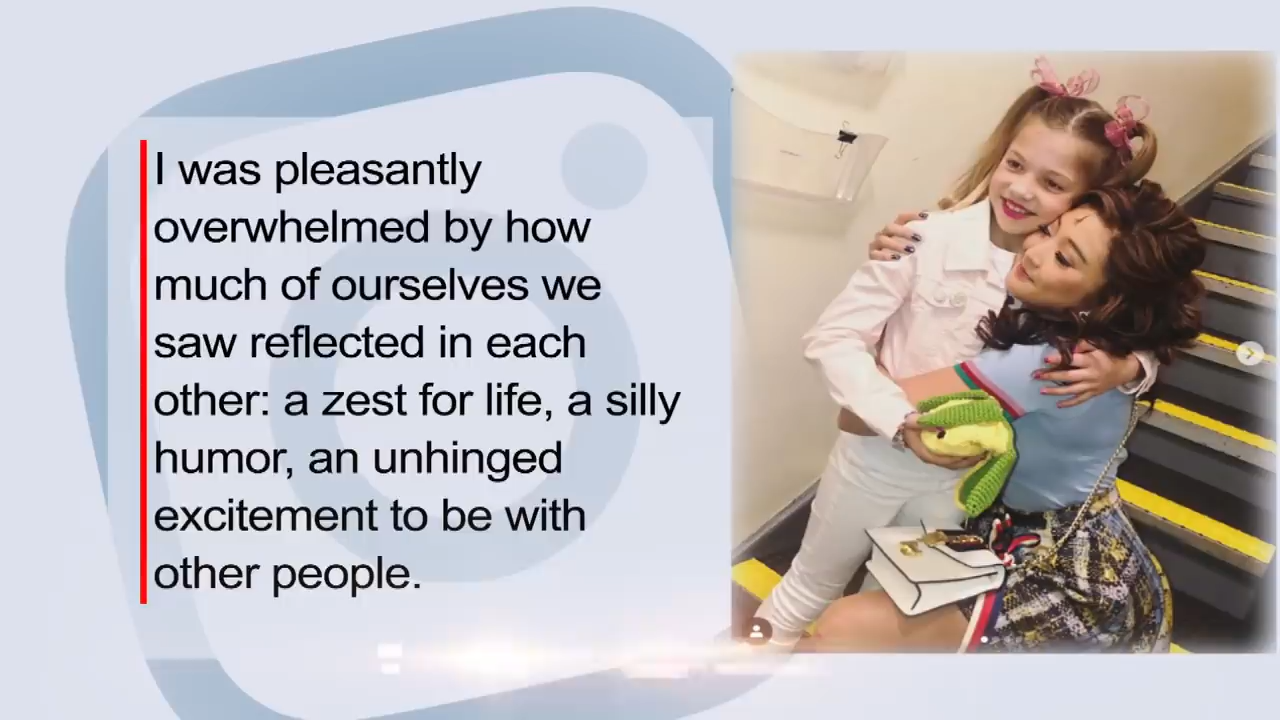 I was pleasantly
overwhelmed by how
much of ourselves we
saw reflected in each
other: a zest for life, a silly
humor, an unhinged
excitement to be with
other people.